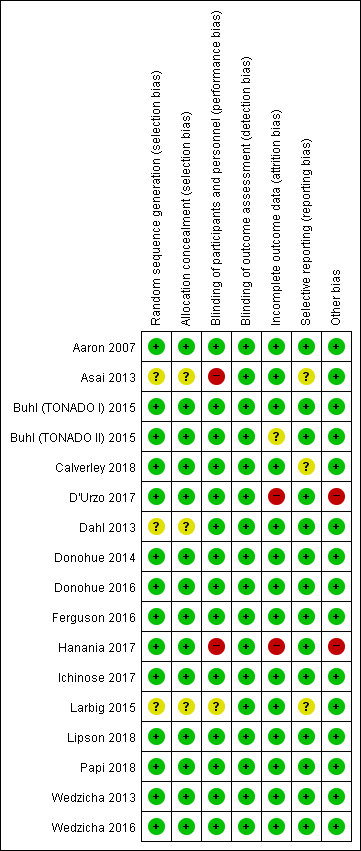 Random sequence generation (selection bias)
Allocation concealment (selection bias)
Blinding of participants and personnel (performance bias)
Blinding of outcome assessment (detection bias)
Incomplete outcome data (attrition bias)
Selective reporting (reporting bias)
Other bias
Aaron 2007 + + + + + + +
Asai 2013 ? ? − + + ? +
Buhl (TONADO I) 2015 + + + + + + +
Buhl (TONADO II) 2015 + + + + ? + +
Calverley 2018 + + + + + ? +
D'Urzo 2017 + + + + − + −
Dahl 2013 ? ? + + + + +
Donohue 2014 + + + + + + +
Donohue 2016 + + + + + + +
Ferguson 2016 + + + + + + +
Hanania 2017 + + − + − + −
Ichinose 2017 + + + + + + +
Larbig 2015 ? ? ? + + ? +
Lipson 2018 + + + + + + +
Papi 2018 + + + + + + +
Wedzicha 2013 + + + + + + +
Wedzicha 2016 + + + + + + +